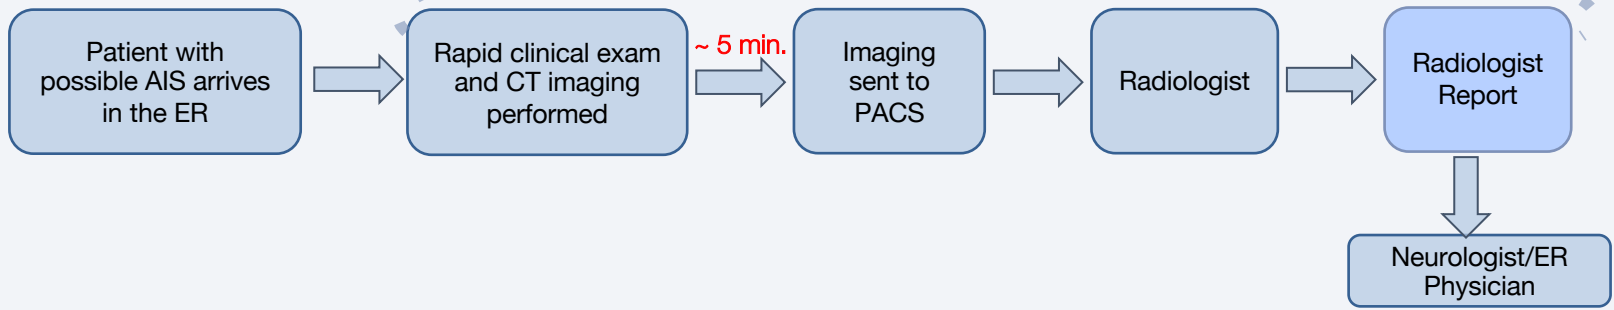 Patient with
possible AIS arrives
in the ER
Rapid clinical exam
and CT imaging
performed
~ 5 min.
Imaging
sent to
PACS
Radiologist
Radiologist
Report
Neurologist/ER
Physician